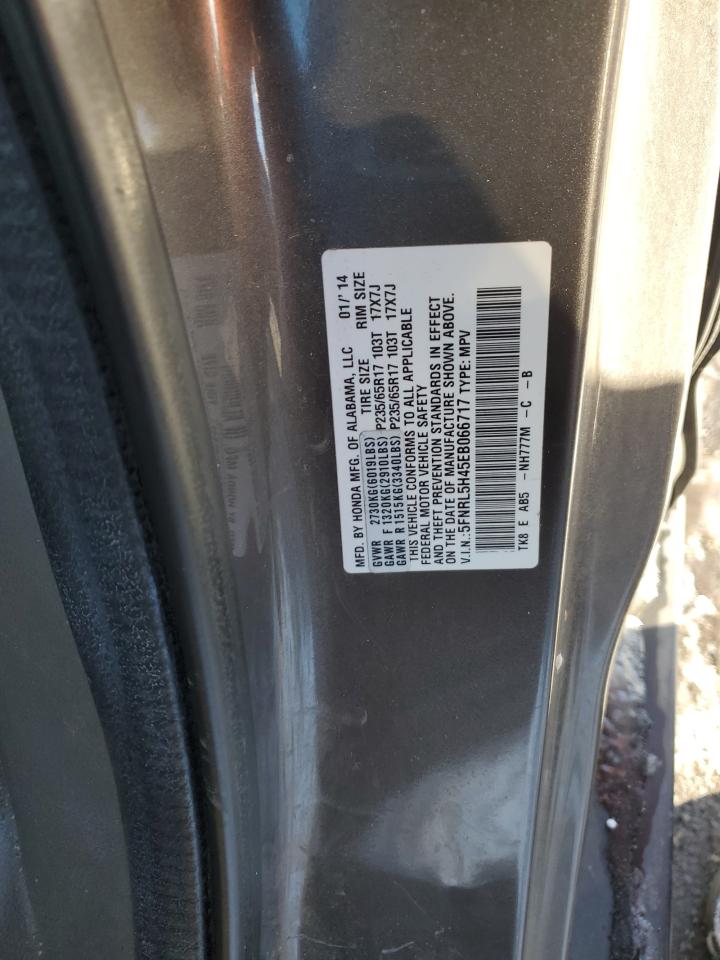 MFD. BY HONDA MFG. OF ALABAMA, LLC 01/' 14
TIRE SIZE RIM SIZE
GVWR 2730KG(6019LBS)
GAWR F 1320KG(2910LBS) P235/65R17 103T 17X7J
GAWR R 1515KG(3340LBS) P235/65R17 103T 17X7J
THIS VEHICLE CONFORMS TO ALL APPLICABLE
FEDERAL MOTOR VEHICLE SAFETY
AND THEFT PREVENTION STANDARDS IN EFFECT
ON THE DATE OF MANUFACTURE SHOWN ABOVE.
V.I.N.:5FNRL5H45EB066717 TYPE: MPV
TK8 E AB5 -NH777M -C -B